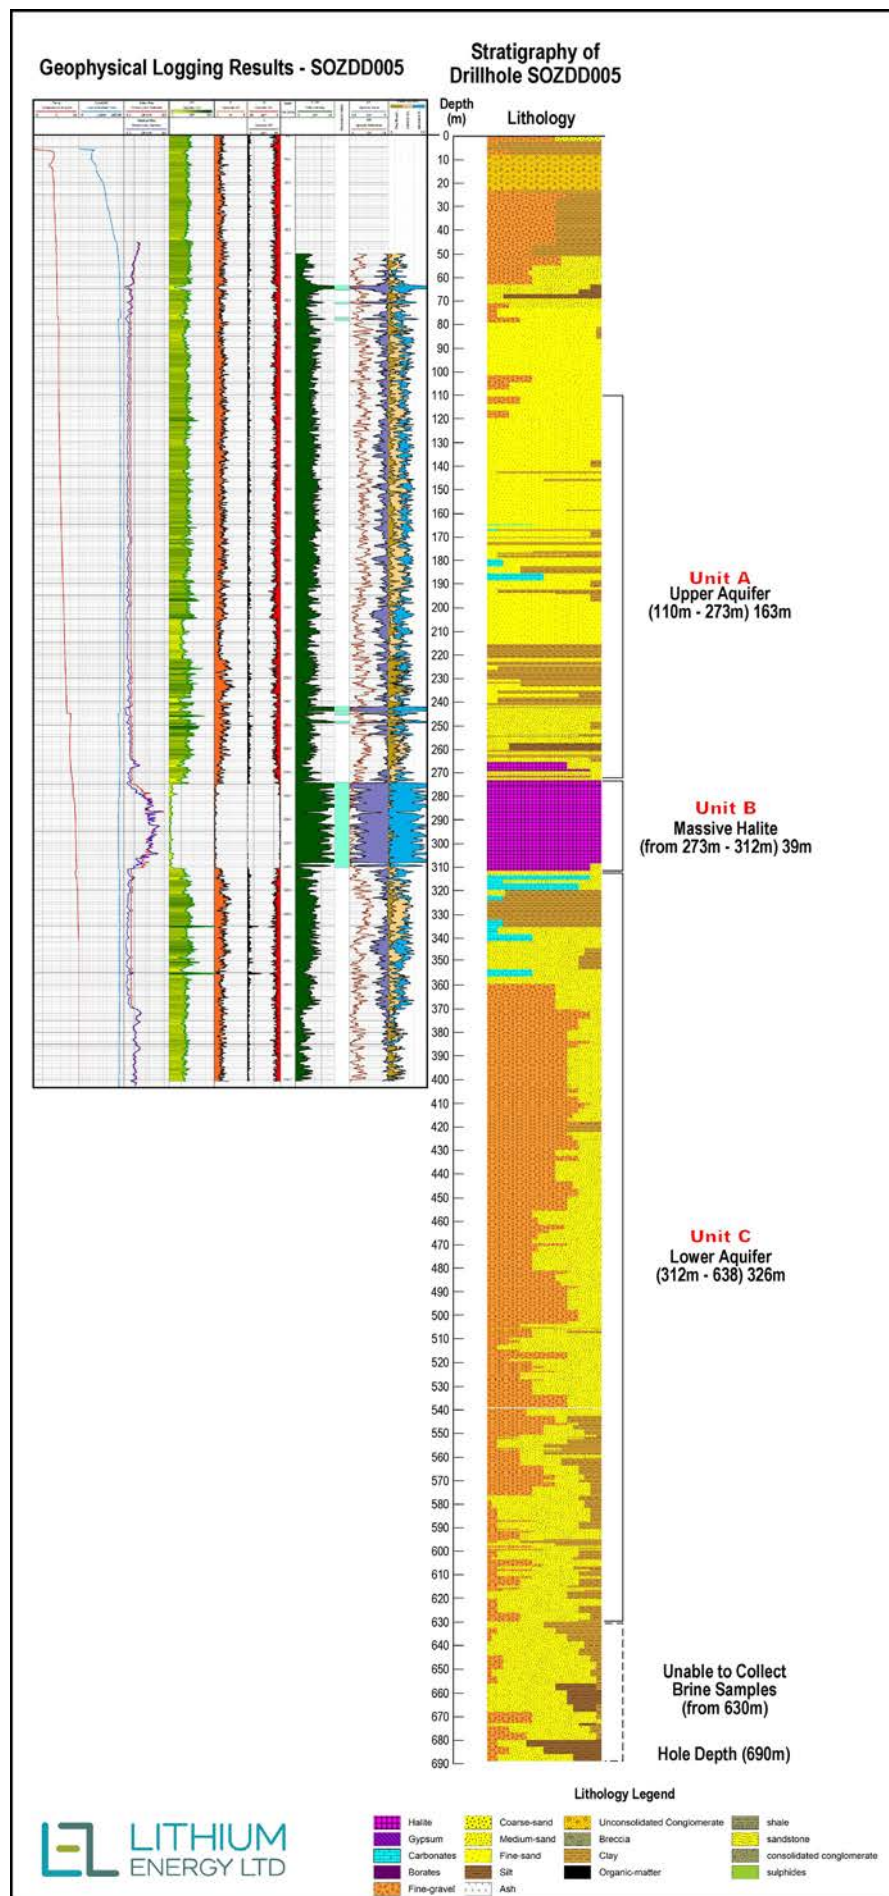 Geophysical Logging Results - SOZDD005
Stratigraphy of
Drillhole SOZDD005
Depth
(m)
Lithology
0
10
20
30
40
50
60
70
80
90
100
110
120
130
140
150
160
170
180
190
200
210
220
230
240
250
260
270
280
290
300
310
320
330
340
350
360
370
380
390
400
410
420
430
440
450
460
470
480
490
500
510
520
530
540
550
560
570
580
590
600
610
620
630
640
650
660
670
680
690
Unit A
Upper Aquifer
(110m - 273m) 163m
Unit B
Massive Halite
(from 273m - 312m) 39m
Unit C
Lower Aquifer
(312m - 638) 326m
Unable to Collect
Brine Samples
(from 630m)
Hole Depth (690m)
Lithology Legend
Halite
Gypsum
Carbonates
Borates
Fine-gravel
Coarse-sand
Medium-sand
Fine-sand
Silt
Ash
Unconsolidated Conglomerate
Breccia
Clay
Organic-matter
shale
sandstone
consolidated conglomerate
sulphides
LEL LITHIUM
ENERGY LTD